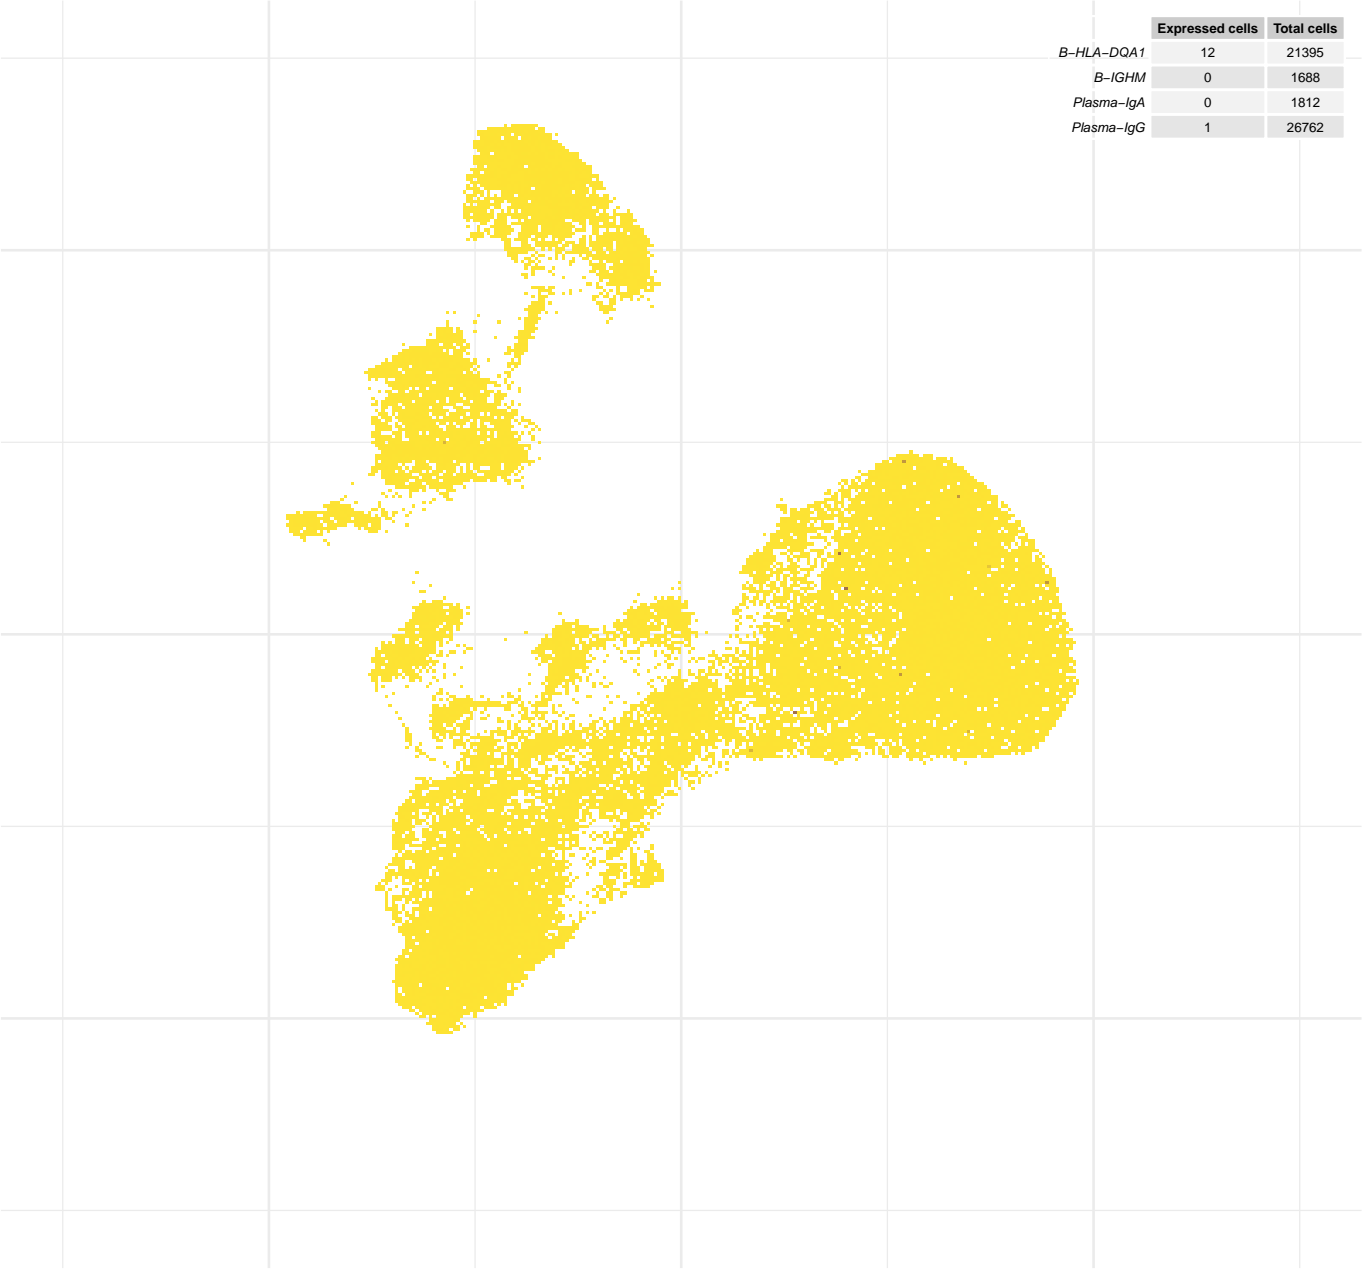 Expressed cells Total cells
B−HLA−DQA1 12 21395
B−IGHM 0 1688
Plasma−IgA 0 1812
Plasma−IgG 1 26762